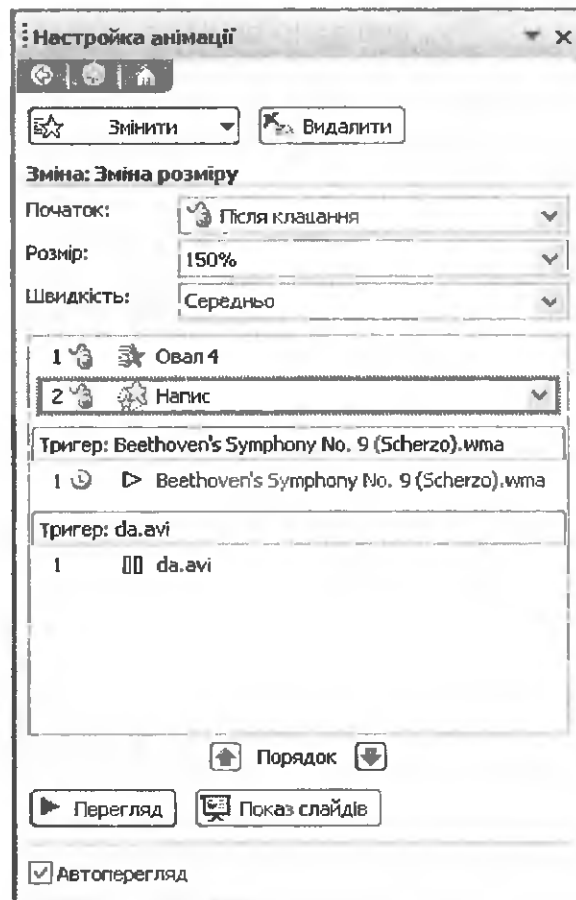 Настройка анімації
Змінити Видалити
Зміна: Зміна розміру
Початок: Після клацання
Розмір: 150%
Швидкість: Середньо
1 Овал 4
2 Напис
Тригер: Beethoven's Symphony No. 9 (Scherzo).wma
1 Beethoven's Symphony No. 9 (Scherzo).wma
Тригер: da.avi
1 da.avi
Порядок
Перегляд Показ слайдів
Автоперегляд